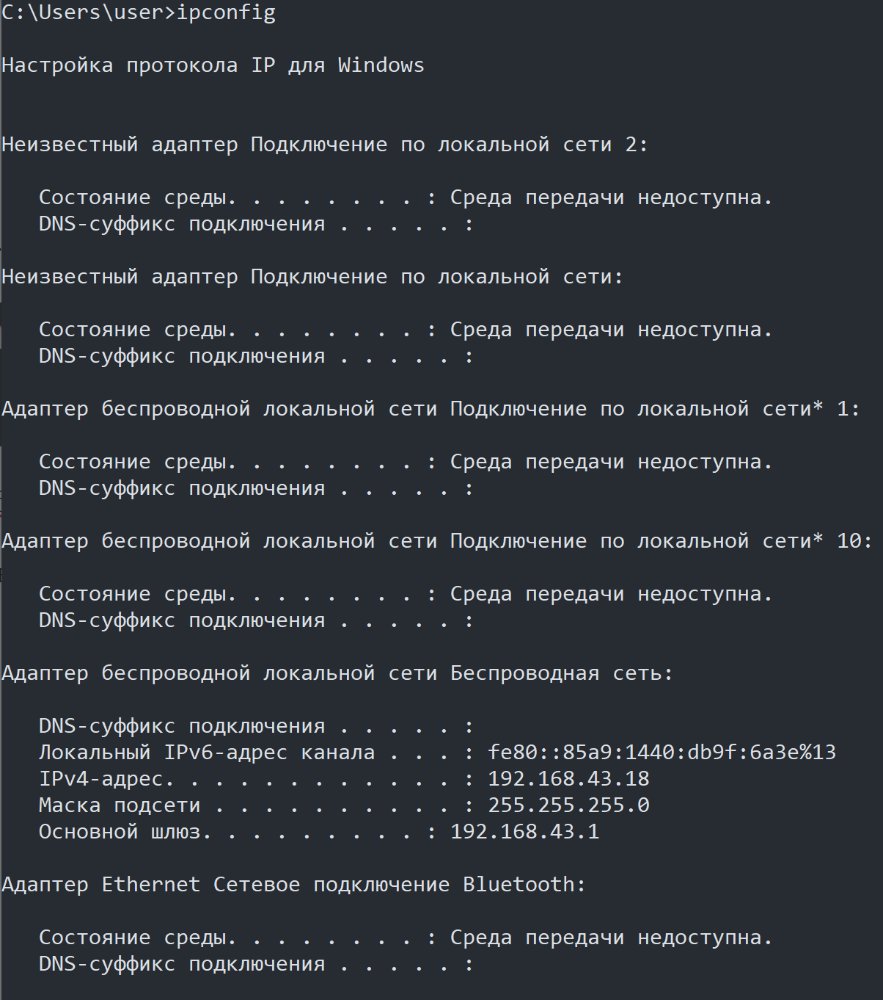 C:\Users\user>ipconfig
Настройка протокола IP для Windows
Неизвестный адаптер Подключение по локальной сети 2:
Состояние среды. . . . . . . . : Среда передачи недоступна.
DNS-суффикс подключения . . . . . :
Неизвестный адаптер Подключение по локальной сети:
Состояние среды. . . . . . . . : Среда передачи недоступна.
DNS-суффикс подключения . . . . . :
Адаптер беспроводной локальной сети Подключение по локальной сети* 1:
Состояние среды. . . . . . . . : Среда передачи недоступна.
DNS-суффикс подключения . . . . . :
Адаптер беспроводной локальной сети Подключение по локальной сети* 10:
Состояние среды. . . . . . . . : Среда передачи недоступна.
DNS-суффикс подключения . . . . . :
Адаптер беспроводной локальной сети Беспроводная сеть:
DNS-суффикс подключения . . . . . :
Локальный IPv6-адрес канала . . . : fe80::85a9:1440:db9f:6a3e%13
IPv4-адрес. . . . . . . . . . . . : 192.168.43.18
Маска подсети . . . . . . . . . . : 255.255.255.0
Основной шлюз. . . . . . . . . : 192.168.43.1
Адаптер Ethernet Сетевое подключение Bluetooth:
Состояние среды. . . . . . . . : Среда передачи недоступна.
DNS-суффикс подключения . . . . . :